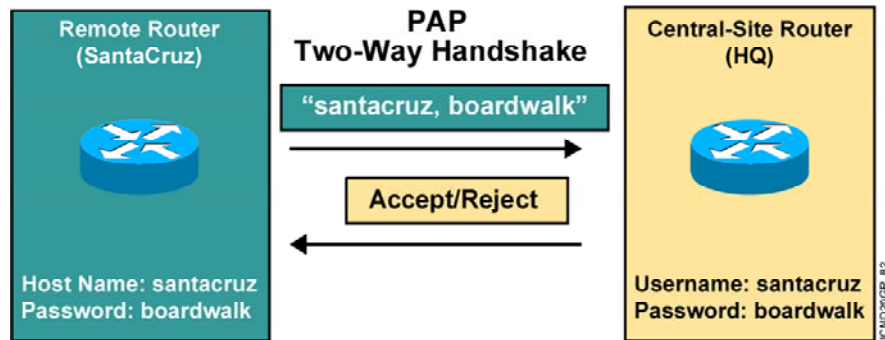 Remote Router
(SantaCruz)
Host Name: santacruz
Password: boardwalk
PAP
Two-Way Handshake
“santacruz, boardwalk”
Accept/Reject
Central-Site Router
(HQ)
Username: santacruz
Password: boardwalk